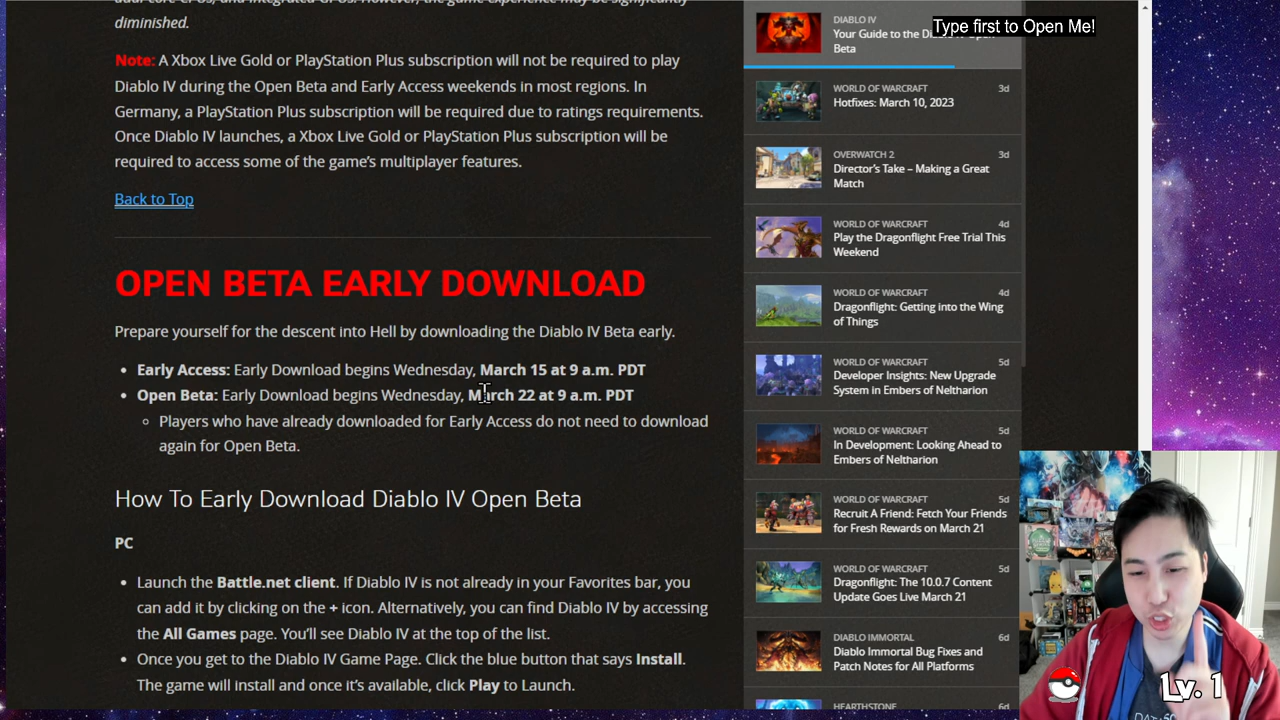 diminished.
Note: A Xbox Live Gold or PlayStation Plus subscription will not be required to play
Diablo IV during the Open Beta and Early Access weekends in most regions. In
Germany, a PlayStation Plus subscription will be required due to ratings requirements.
Once Diablo IV launches, a Xbox Live Gold or PlayStation Plus subscription will be
required to access some of the game's multiplayer features.
Back to Top
OPEN BETA EARLY DOWNLOAD
Prepare yourself for the descent into Hell by downloading the Diablo IV Beta early.
• Early Access: Early Download begins Wednesday, March 15 at 9 a.m. PDT
• Open Beta: Early Download begins Wednesday, March 22 at 9 a.m. PDT
Players who have already downloaded for Early Access do not need to download
again for Open Beta.
How To Early Download Diablo IV Open Beta
PC
• Launch the Battle.net client. If Diablo IV is not already in your Favorites bar, you
can add it by clicking on the + icon. Alternatively, you can find Diablo IV by accessing
the All Games page. You'll see Diablo IV at the top of the list.
• Once you get to the Diablo IV Game Page. Click the blue button that says Install.
The game will install and once it's available, click Play to Launch.
DIABLO IV
Type first to Open Me!
Your Guide to the
Beta
WORLD OF WARCRAFT 3d
Hotfixes: March 10, 2023
OVERWATCH 2 3d
Director's Take – Making a Great
Match
WORLD OF WARCRAFT 4d
Play the Dragonflight Free Trial This
Weekend
WORLD OF WARCRAFT 4d
Dragonflight: Getting into the Wing
of Things
WORLD OF WARCRAFT 5d
Developer Insights: New Upgrade
System in Embers of Neltharion
WORLD OF WARCRAFT 5d
In Development: Looking Ahead to
Embers of Neltharion
WORLD OF WARCRAFT 5d
Recruit A Friend: Fetch Your Friends
for Fresh Rewards on March 21
WORLD OF WARCRAFT 5d
Dragonflight: The 10.0.7 Content
Update Goes Live March 21
DIABLO IMMORTAL 6d
Diablo Immortal Bug Fixes and
Patch Notes for All Platforms
HEARTHSTONE 6d
Lv. 1